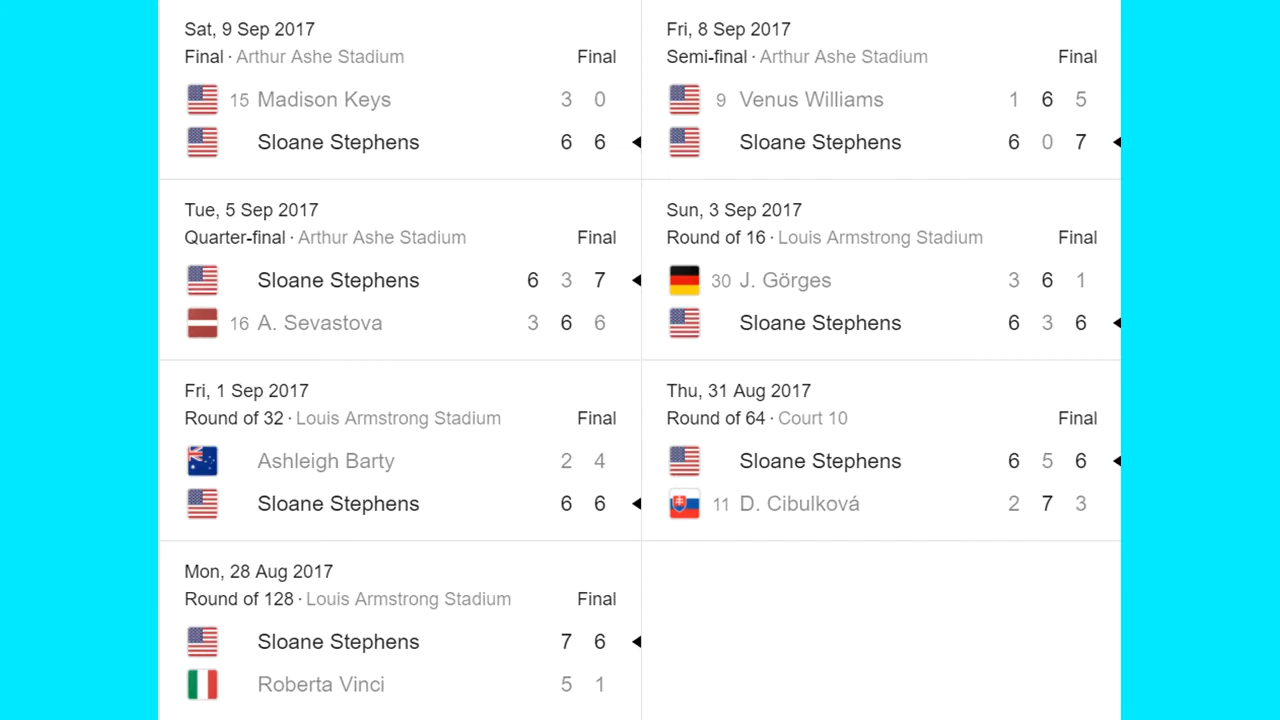 Sat, 9 Sep 2017
Final · Arthur Ashe Stadium Final
15 Madison Keys 3 0
Sloane Stephens 6 6
Fri, 8 Sep 2017
Semi-final · Arthur Ashe Stadium Final
9 Venus Williams 1 6 5
Sloane Stephens 6 0 7
Tue, 5 Sep 2017
Quarter-final · Arthur Ashe Stadium Final
Sloane Stephens 6 3 7
16 A. Sevastova 3 6 6
Sun, 3 Sep 2017
Round of 16 · Louis Armstrong Stadium Final
30 J. Görges 3 6 1
Sloane Stephens 6 3 6
Fri, 1 Sep 2017
Round of 32 · Louis Armstrong Stadium Final
Ashleigh Barty 2 4
Sloane Stephens 6 6
Thu, 31 Aug 2017
Round of 64 · Court 10 Final
Sloane Stephens 6 5 6
11 D. Cibulková 2 7 3
Mon, 28 Aug 2017
Round of 128 · Louis Armstrong Stadium Final
Sloane Stephens 7 6
Roberta Vinci 5 1